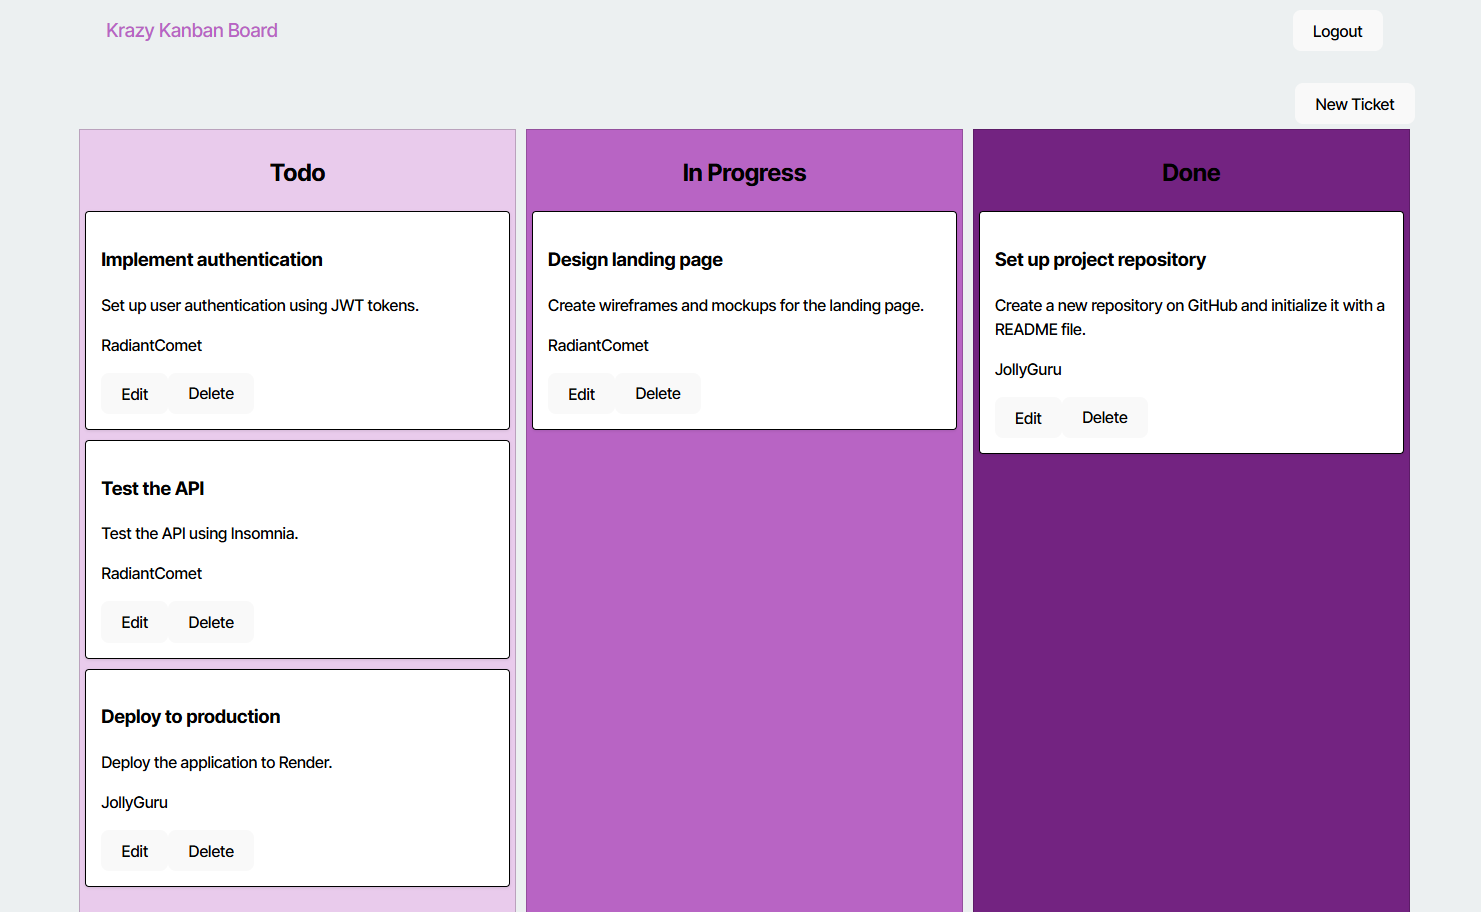 Krazy Kanban Board
Logout
New Ticket
Todo
Implement authentication
Set up user authentication using JWT tokens.
RadiantComet
Edit Delete
Test the API
Test the API using Insomnia.
RadiantComet
Edit Delete
Deploy to production
Deploy the application to Render.
JollyGuru
Edit Delete
In Progress
Design landing page
Create wireframes and mockups for the landing page.
RadiantComet
Edit Delete
Done
Set up project repository
Create a new repository on GitHub and initialize it with a
README file.
JollyGuru
Edit Delete